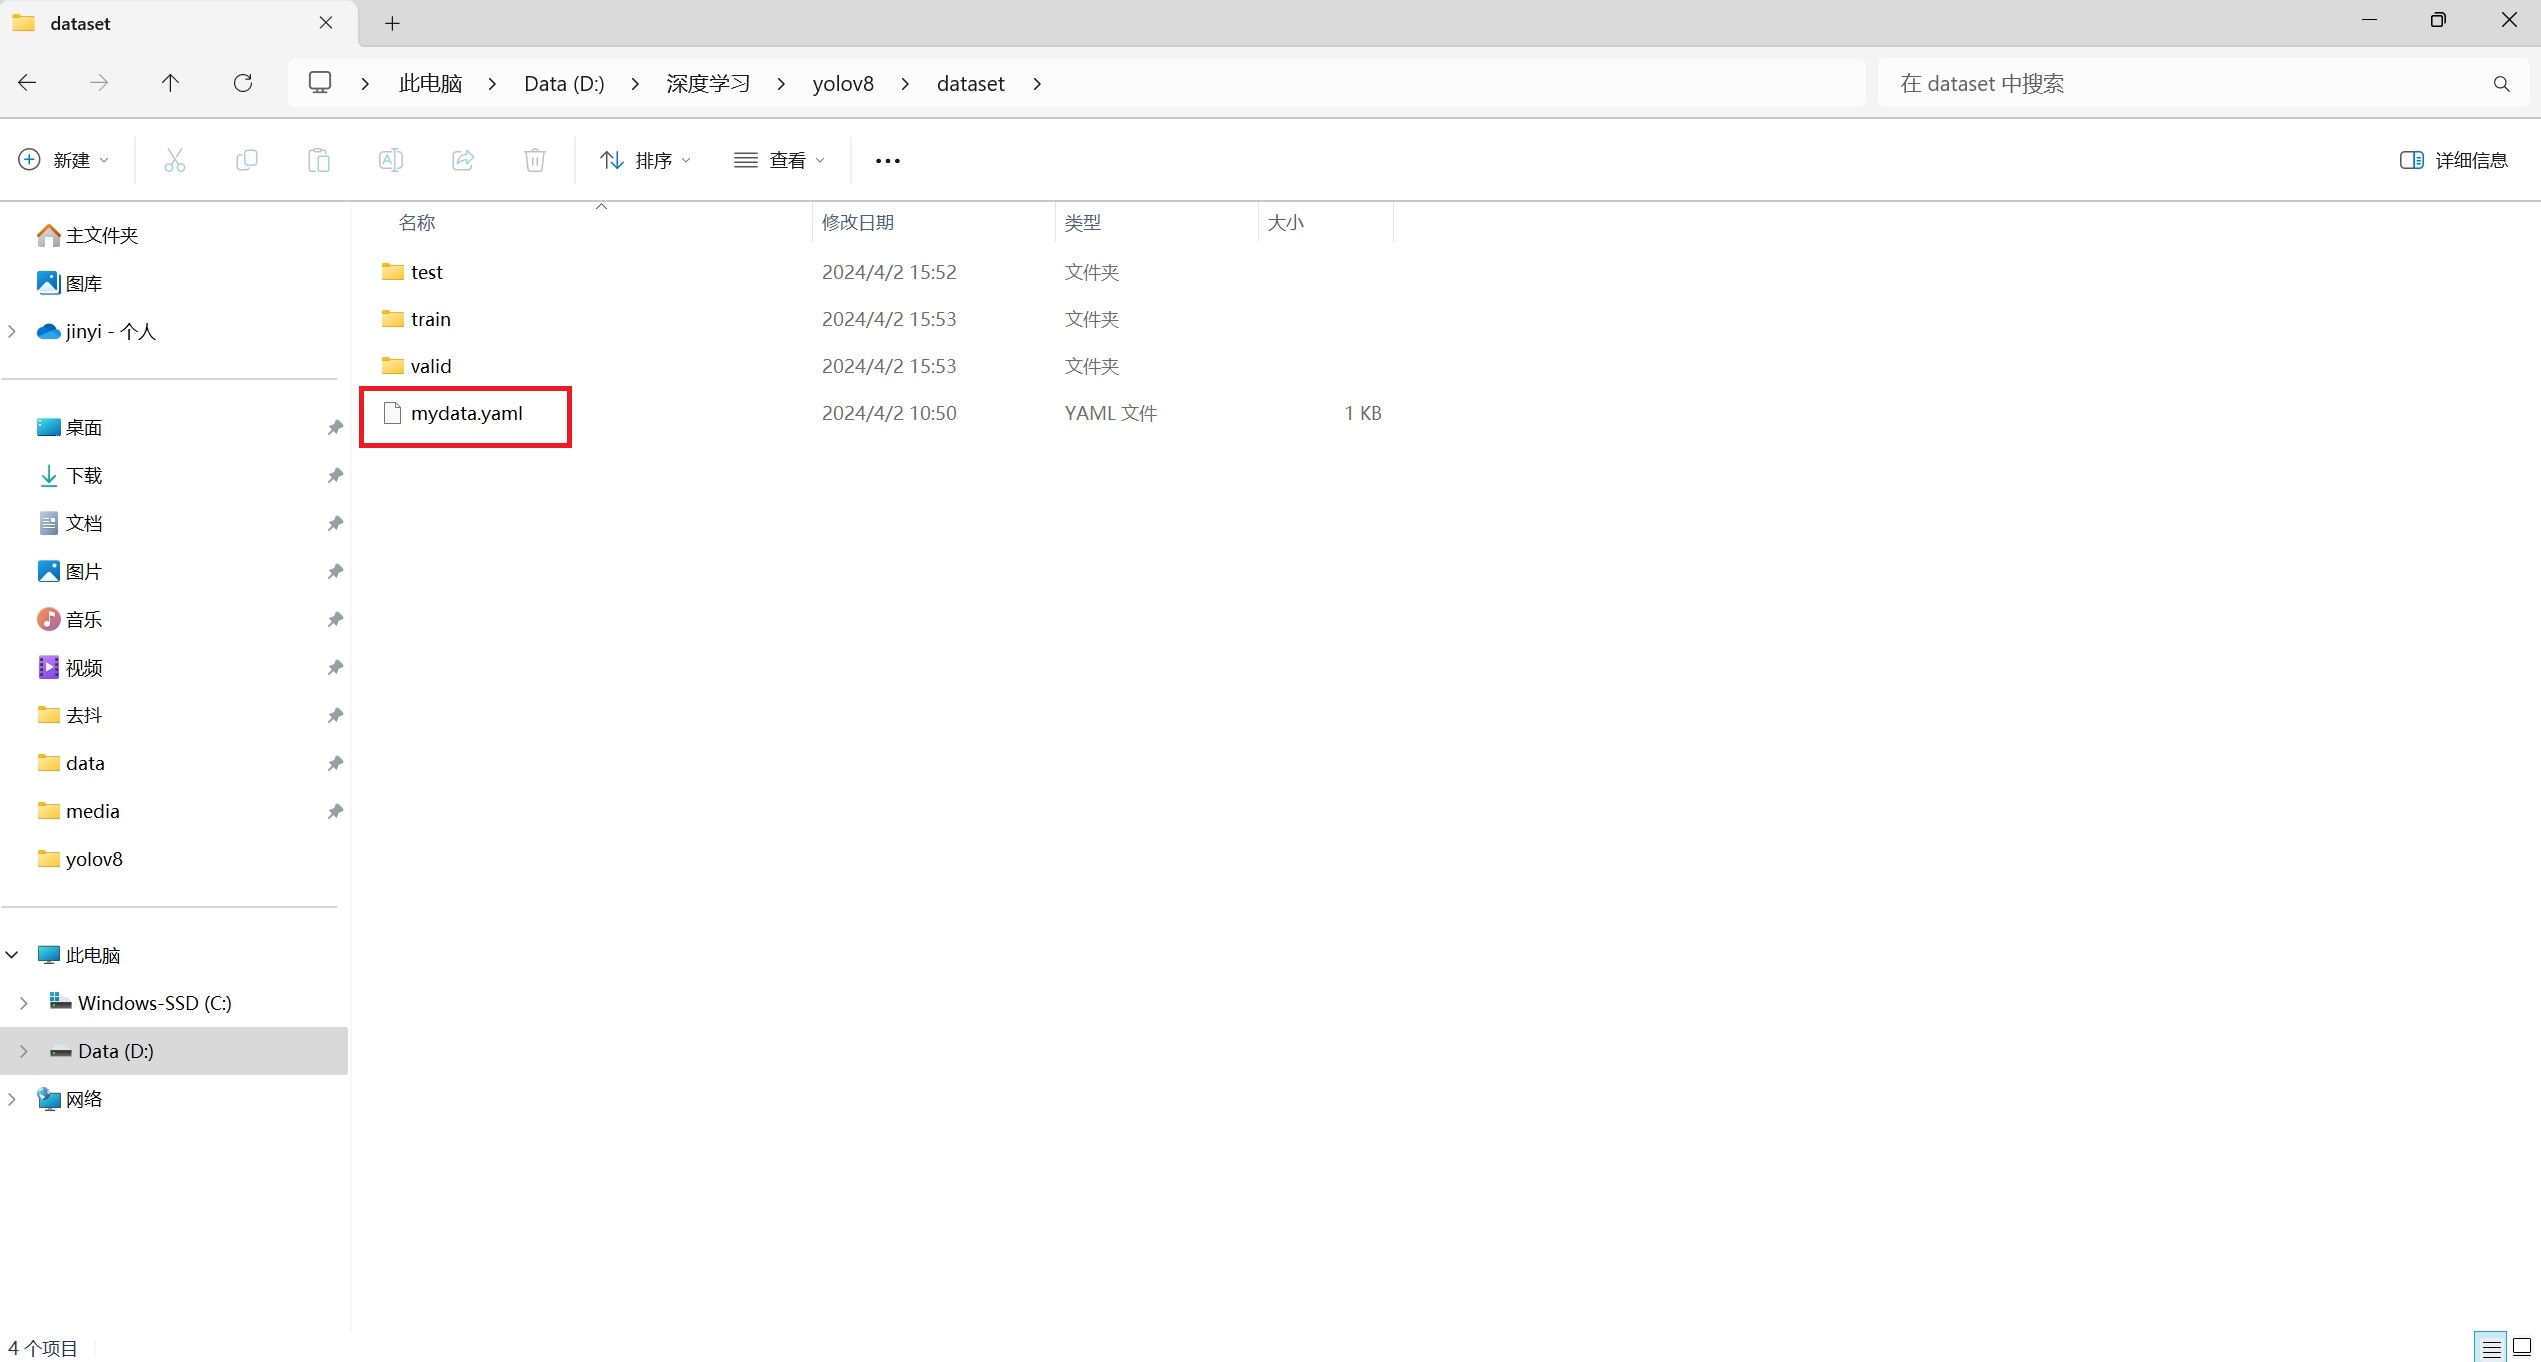 dataset
此电脑 Data (D:) 深度学习 yolov8 dataset
在 dataset 中搜索
新建
排序
查看
详细信息
名称 修改日期 类型 大小
test 2024/4/2 15:52 文件夹
train 2024/4/2 15:53 文件夹
valid 2024/4/2 15:53 文件夹
mydata.yaml 2024/4/2 10:50 YAML 文件 1 KB
主文件夹
图库
jinyi - 个人
桌面
下载
文档
图片
音乐
视频
去抖
data
media
yolov8
此电脑
Windows-SSD (C:)
Data (D:)
网络
4 个项目